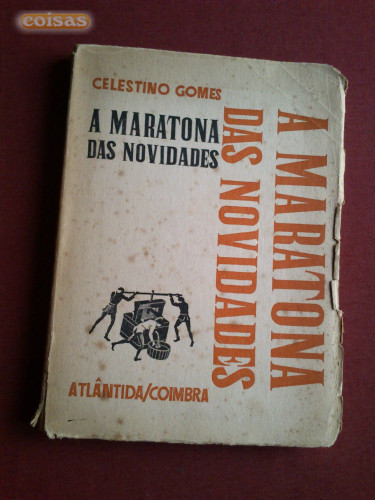 coisas
CELESTINO GOMES
A MARATONA
DAS NOVIDADES
A MARATONA
DAS NOVIDADES
ATLÂNTIDA/COIMBRA